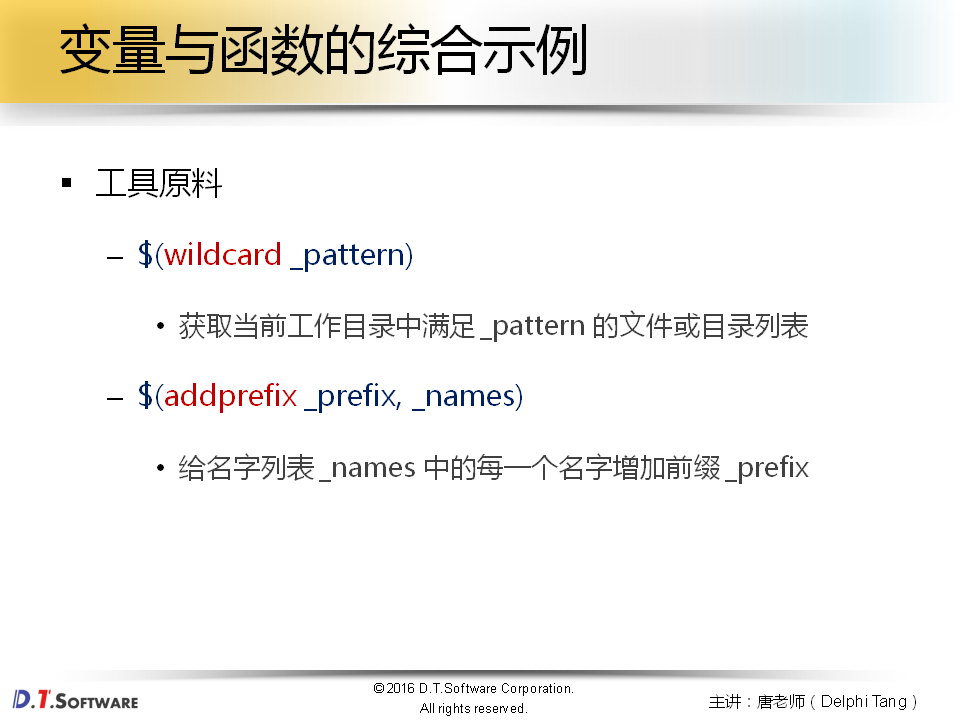 变量与函数的综合示例
▪ 工具原料
– $(wildcard _pattern)
• 获取当前工作目录中满足 _pattern 的文件或目录列表
– $(addprefix _prefix, _names)
• 给名字列表 _names 中的每一个名字增加前缀 _prefix
D.T.SOFTWARE
©2016 D.T.Software Corporation.
All rights reserved.
主讲：唐老师（Delphi Tang）